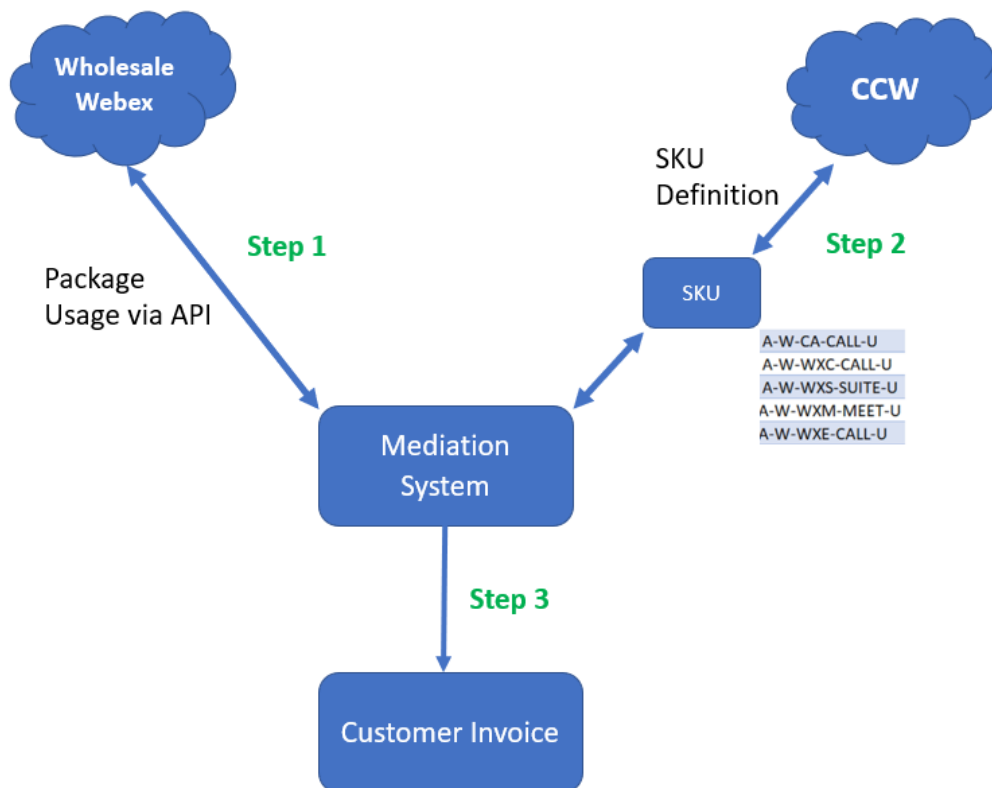 Wholesale
Webex
CCW
SKU
Definition
Step 1
Step 2
Package
Usage via API
SKU
A-W-CA-CALL-U
A-W-WXC-CALL-U
A-W-WXS-SUITE-U
A-W-WXM-MEET-U
A-W-WXE-CALL-U
Mediation
System
Step 3
Customer Invoice